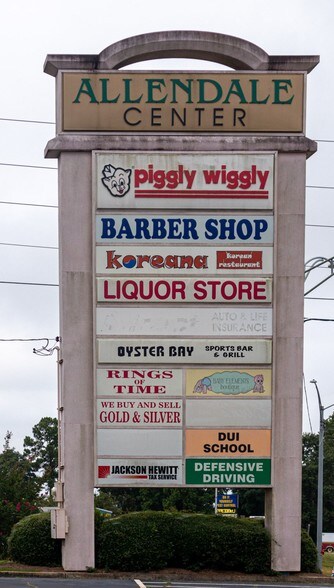 ALLENDALE
CENTER
piggly wiggly
BARBER SHOP
Koreana
Korean
restaurant
LIQUOR STORE
AUTO & LIFE
INSURANCE
OYSTER BAY
SPORTS BAR
& GRILL
RINGS
OF
TIME
WE BUY AND SELL
GOLD & SILVER
DUI
SCHOOL
JACKSON HEWITT
TAX SERVICE
DEFENSIVE
DRIVING